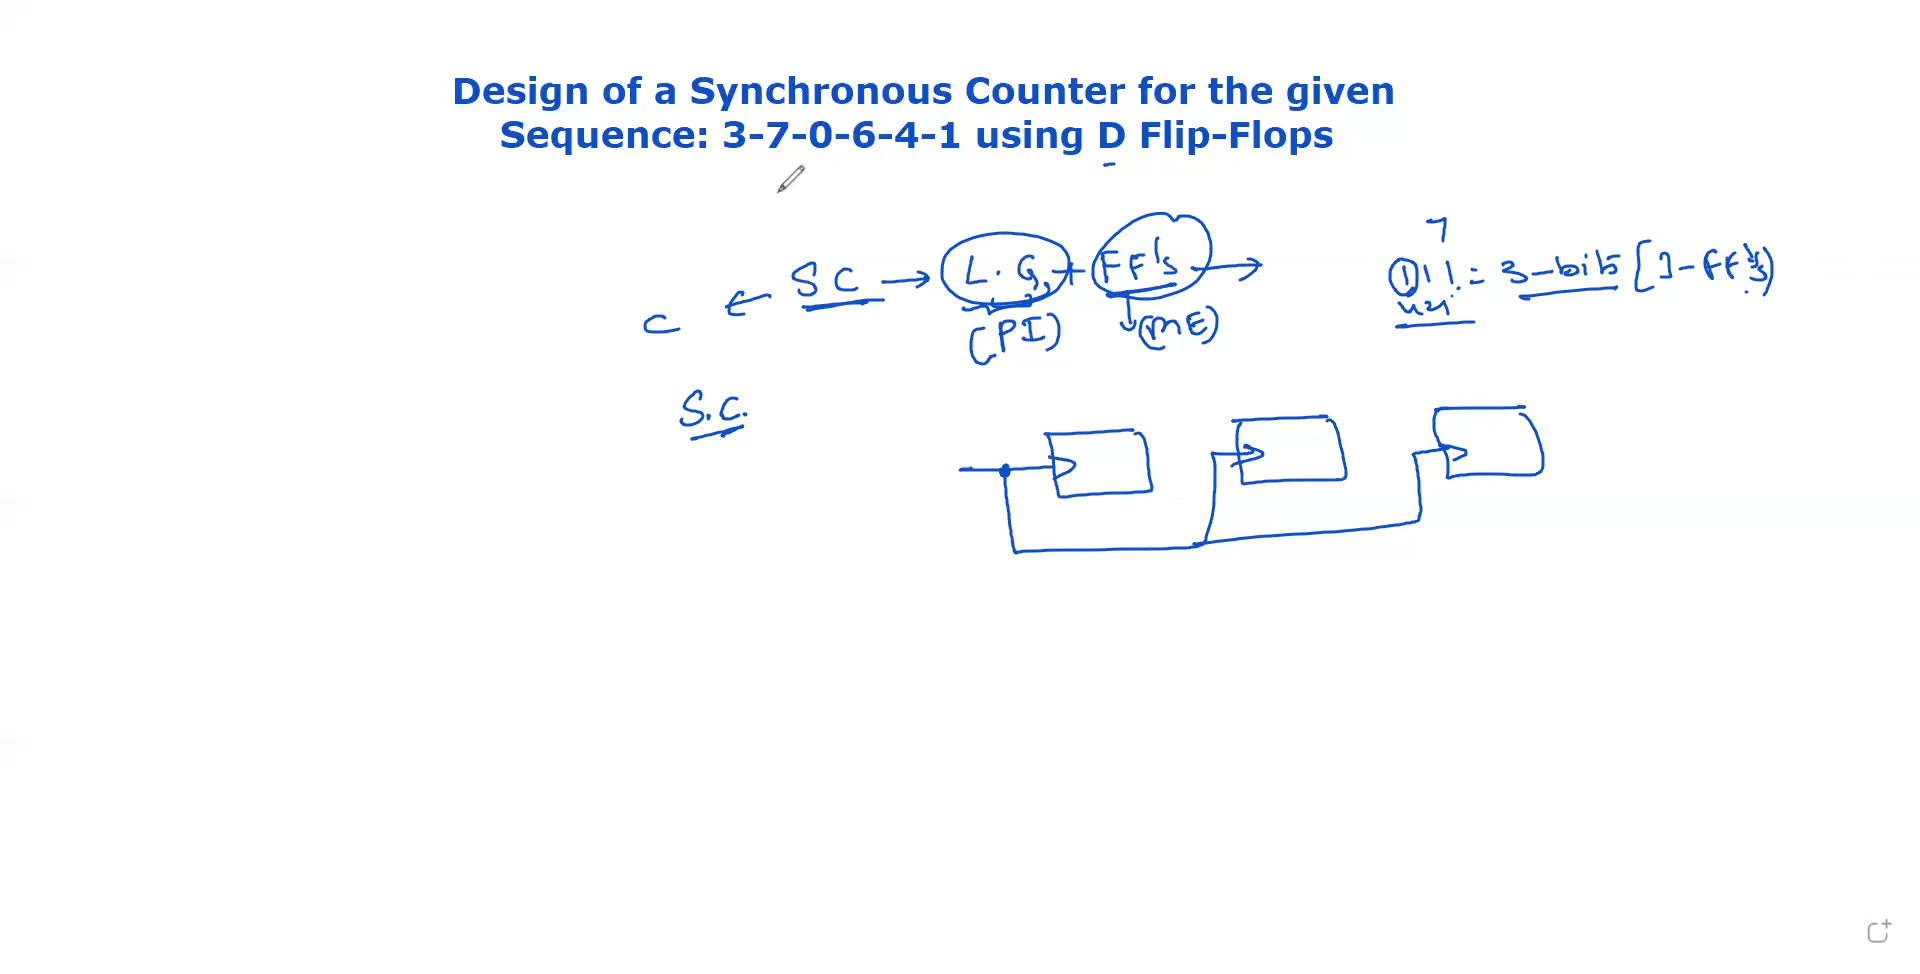 Design of a Synchronous Counter for the given
Sequence: 3-7-0-6-4-1 using D Flip-Flops
7
C ← SC → L.G + FF's → 111 = 3-bit [3-FF's]
421
(PI) (ME)
S.C.